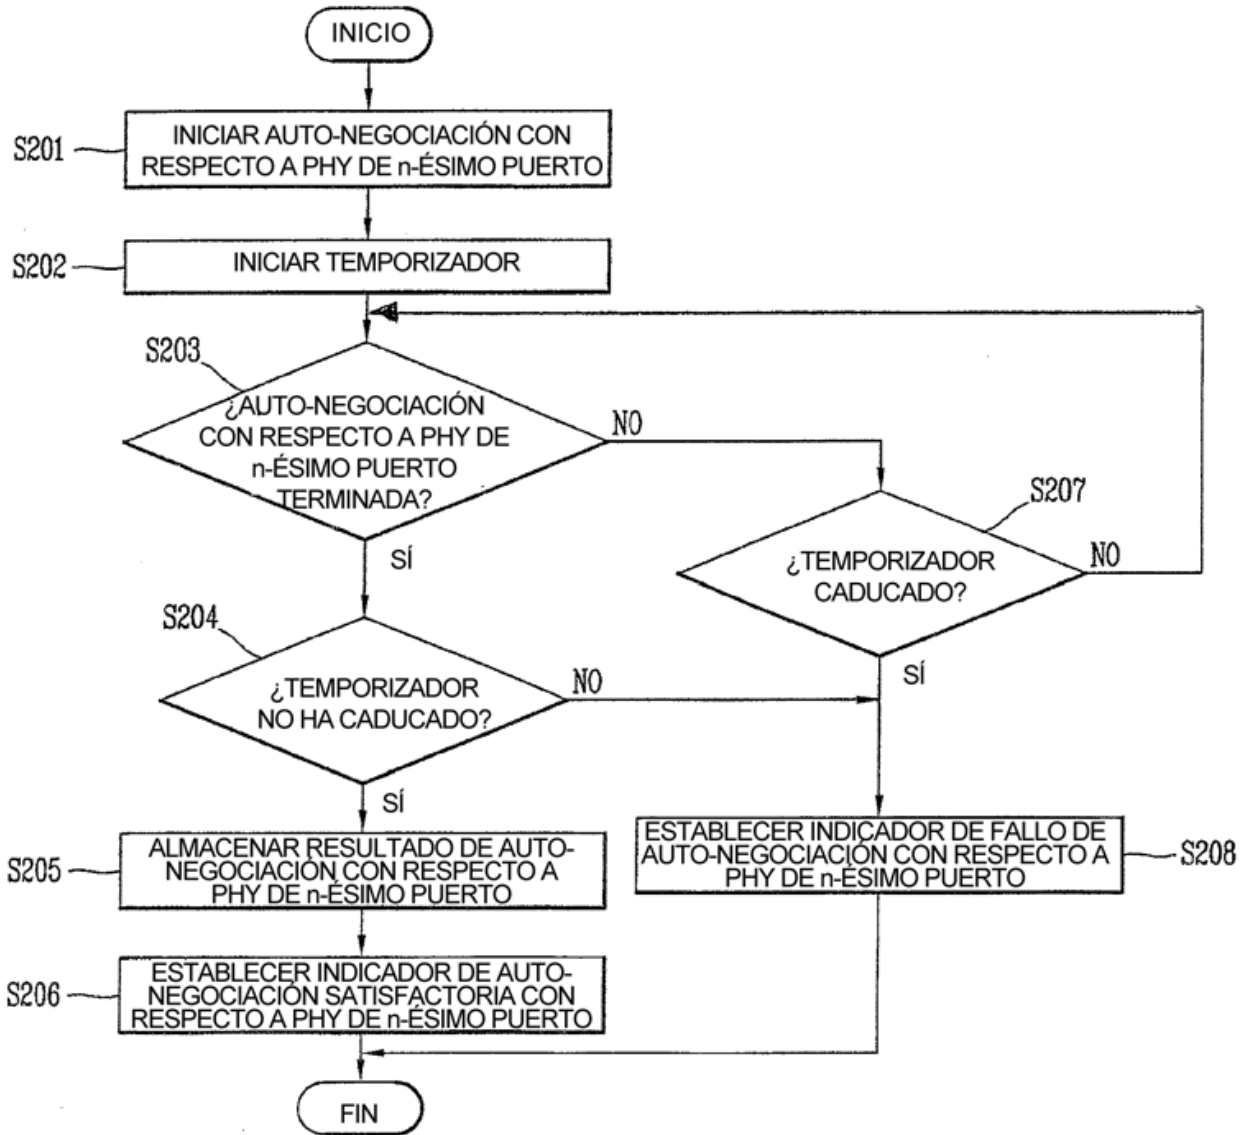 INICIO
S201
INICIAR AUTO-NEGOCIACIÓN CON
RESPECTO A PHY DE n-ÉSIMO PUERTO
S202
INICIAR TEMPORIZADOR
S203
¿AUTO-NEGOCIACIÓN
CON RESPECTO A PHY DE
n-ÉSIMO PUERTO
TERMINADA?
NO
SÍ
S207
¿TEMPORIZADOR
CADUCADO?
NO
SÍ
S204
¿TEMPORIZADOR
NO HA CADUCADO?
NO
SÍ
S205
ALMACENAR RESULTADO DE AUTO-
NEGOCIACIÓN CON RESPECTO A
PHY DE n-ÉSIMO PUERTO
ESTABLECER INDICADOR DE FALLO DE
AUTO-NEGOCIACIÓN CON RESPECTO A
PHY DE n-ÉSIMO PUERTO
S208
S206
ESTABLECER INDICADOR DE AUTO-
NEGOCIACIÓN SATISFACTORIA CON
RESPECTO A PHY DE n-ÉSIMO PUERTO
FIN